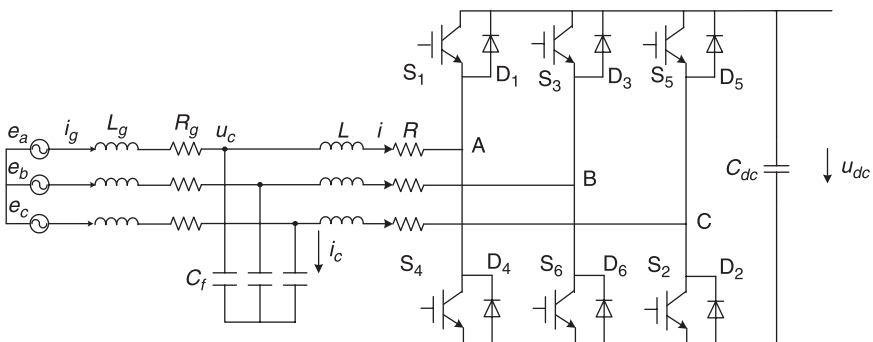 S1 D1 S3 D3 S5 D5
ea ig Lg Rg uc L i R A
eb B
ec C
Cdc udc
Cf ic
S4 D4 S6 D6 S2 D2